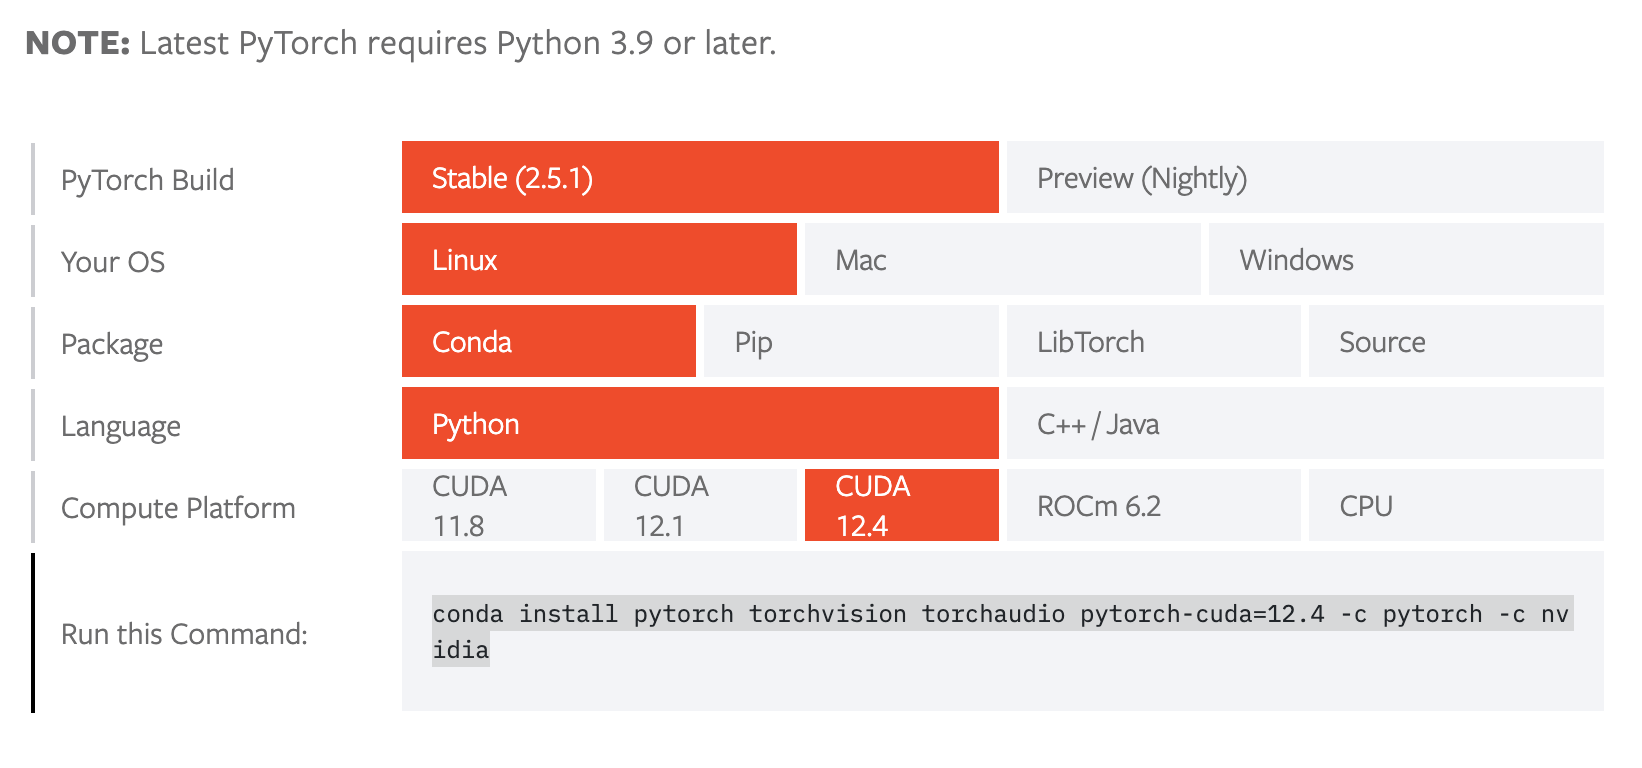 NOTE: Latest PyTorch requires Python 3.9 or later.
PyTorch Build
Stable (2.5.1)
Preview (Nightly)
Your OS
Linux
Mac
Windows
Package
Conda
Pip
LibTorch
Source
Language
Python
C++ / Java
Compute Platform
CUDA
11.8
CUDA
12.1
CUDA
12.4
ROCm 6.2
CPU
Run this Command:
conda install pytorch torchvision torchaudio pytorch-cuda=12.4 -c pytorch -c nv
idia